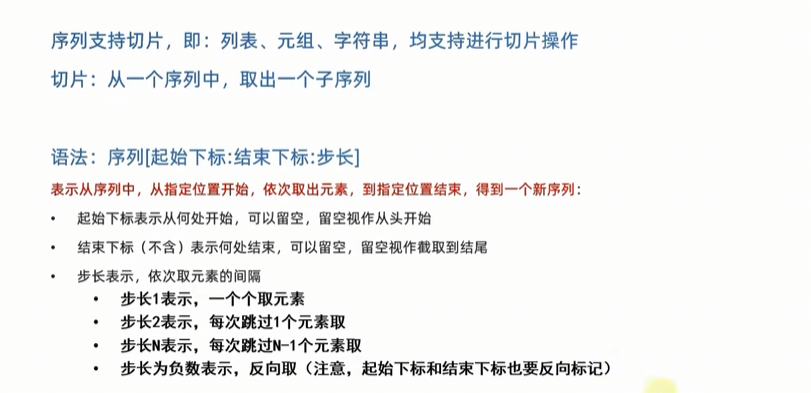 序列支持切片，即：列表、元组、字符串，均支持进行切片操作
切片：从一个序列中，取出一个子序列
语法：序列[起始下标:结束下标:步长]
表示从序列中，从指定位置开始，依次取出元素，到指定位置结束，得到一个新序列：
• 起始下标表示从何处开始，可以留空，留空视作从头开始
• 结束下标（不含）表示何处结束，可以留空，留空视作截取到结尾
• 步长表示，依次取元素的间隔
• 步长1表示，一个个取元素
• 步长2表示，每次跳过1个元素取
• 步长N表示，每次跳过N-1个元素取
• 步长为负数表示，反向取（注意，起始下标和结束下标也要反向标记）